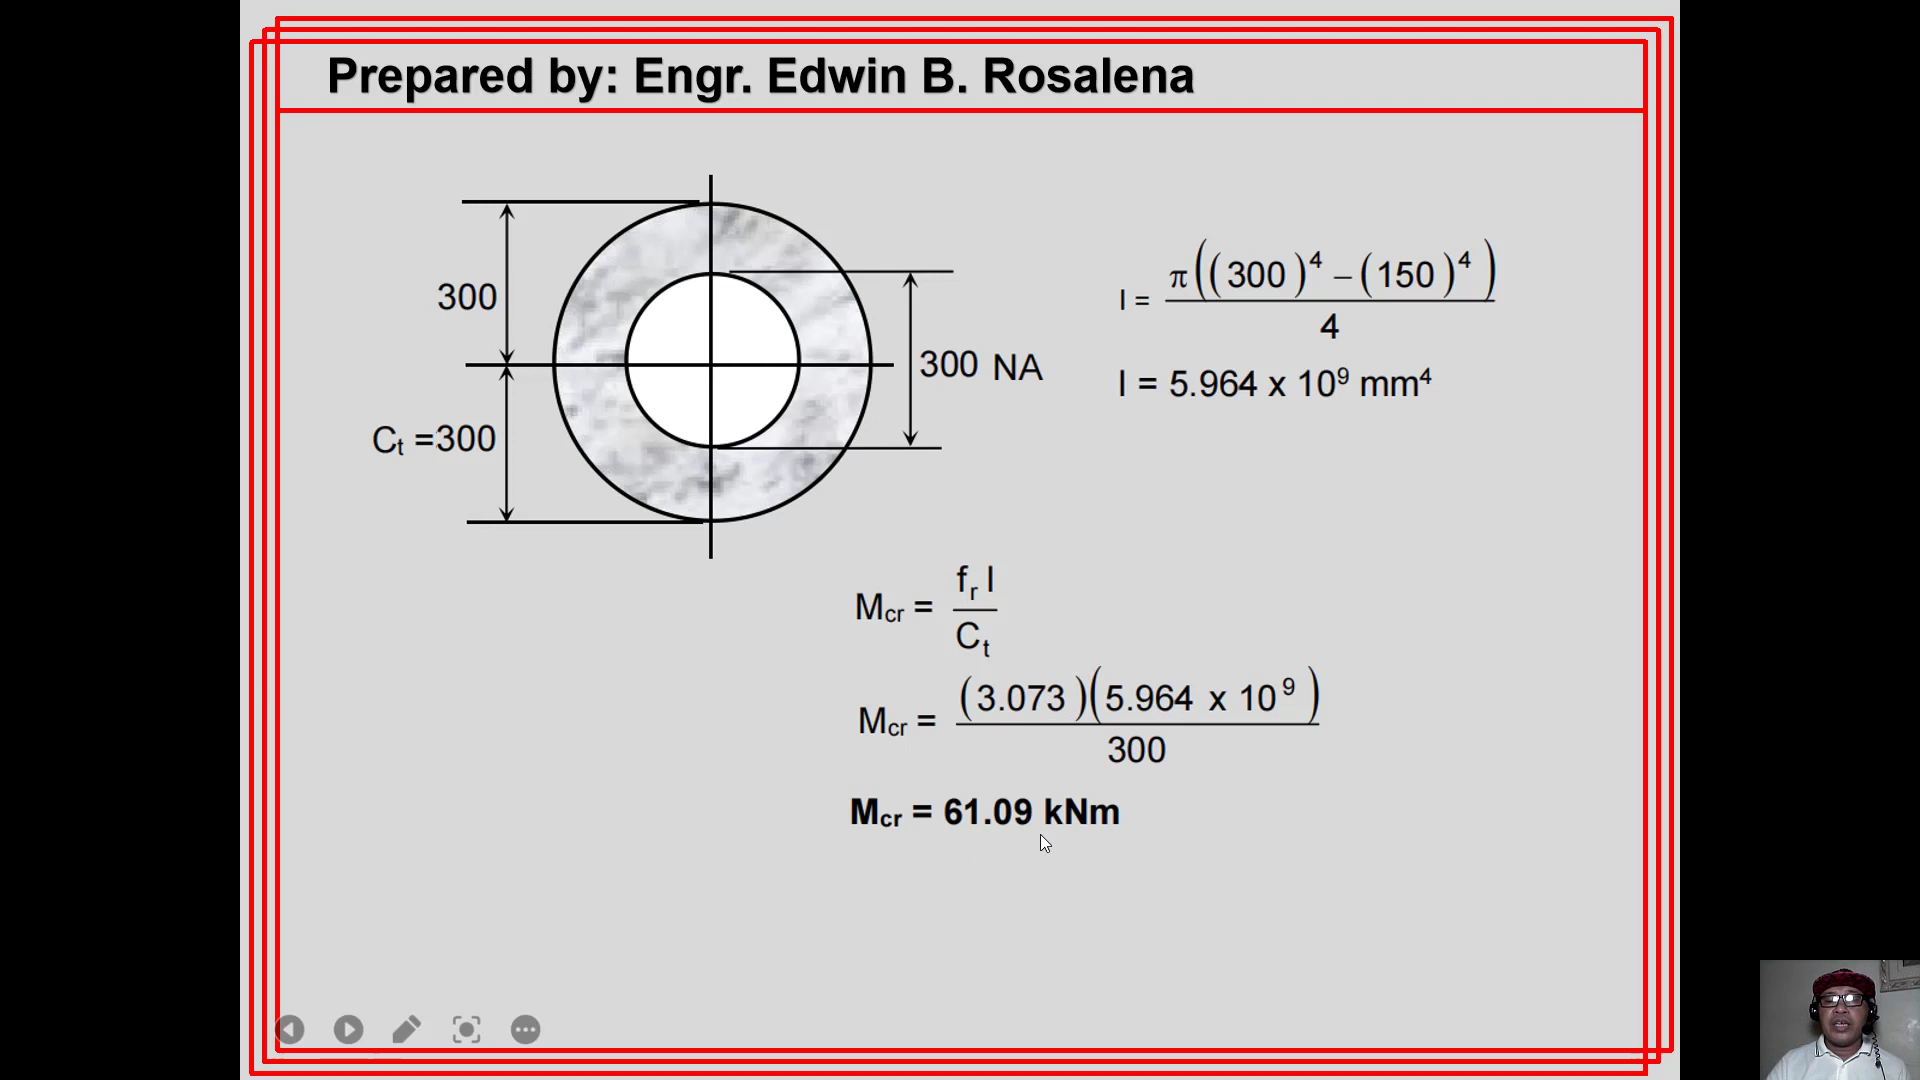 Prepared by: Engr. Edwin B. Rosalena
300
Cₜ =300
300 NA
I = π((300)⁴ – (150)⁴) / 4
I = 5.964 x 10⁹ mm⁴
Mcr = fᵣ I / Cₜ
Mcr = (3.073)(5.964 x 10⁹) / 300
Mcr = 61.09 kNm